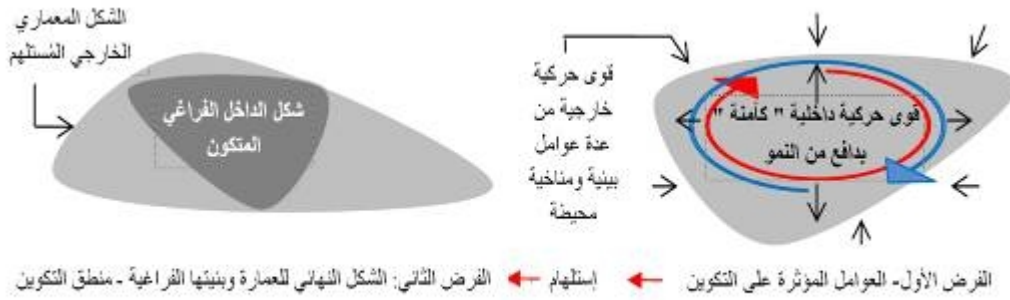 الشكل المعماري
الخارجي المُستلهم
شكل الداخل الفراغي
المتكون
قوى حركية
خارجية من
عدة عوامل
بيئية ومناخية
محيطة
قوى حركية داخلية " كامنة "
بدافع من النمو
الفرض الأول- العوامل المؤثرة على التكوين
إستلهام
الفرض الثاني: الشكل النهائي للعمارة وبنيتها الفراغية - منطق التكوين